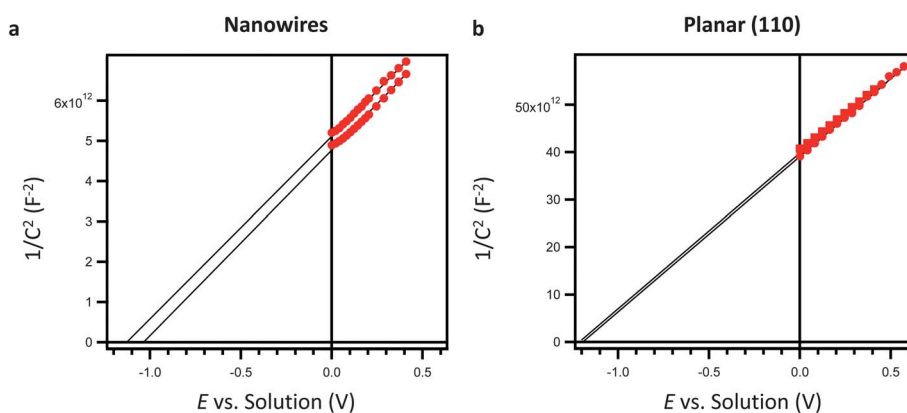 a
Nanowires
6x10¹²
5
4
3
2
1
0
-1.0
-0.5
0.0
0.5
1/C² (F⁻²)
E vs. Solution (V)
b
Planar (110)
50x10¹²
40
30
20
10
0
-1.0
-0.5
0.0
0.5
1/C² (F⁻²)
E vs. Solution (V)